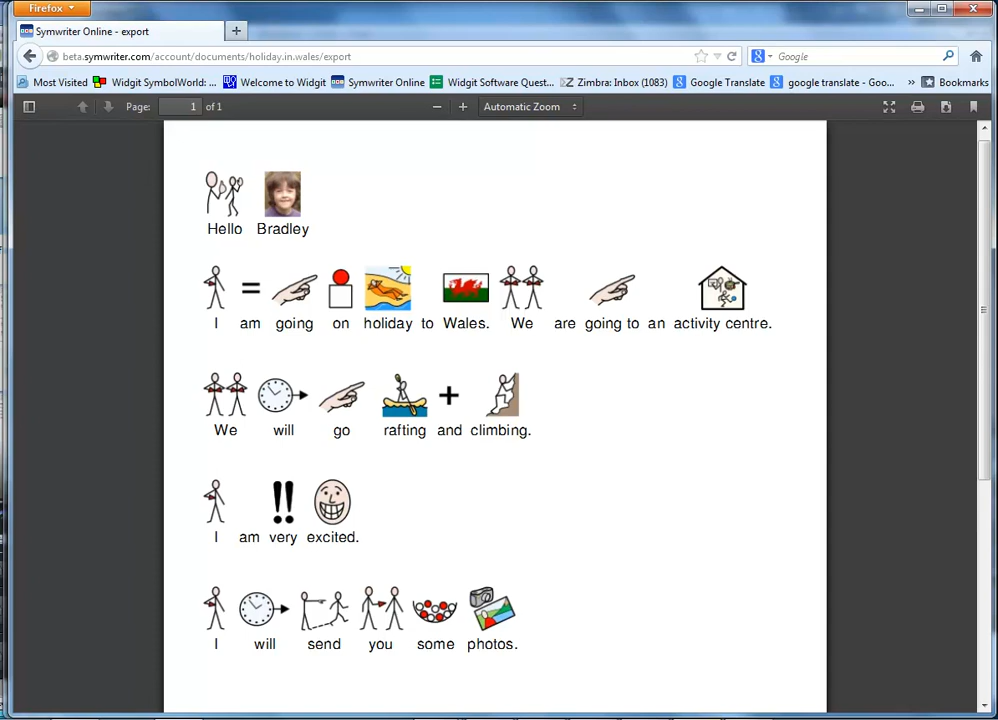 Firefox
Symwriter Online - export
beta.symwriter.com/account/documents/holiday.in.wales/export
Google
Most Visited Widgit SymbolWorld: ... Welcome to Widgit Symwriter Online Widgit Software Quest... Zimbra: Inbox (1083) Google Translate google translate - Goo... » Bookmarks
Page: 1 of 1 Automatic Zoom
Hello Bradley
I am going on holiday to Wales. We are going to an activity centre.
We will go rafting and climbing.
I am very excited.
I will send you some photos.